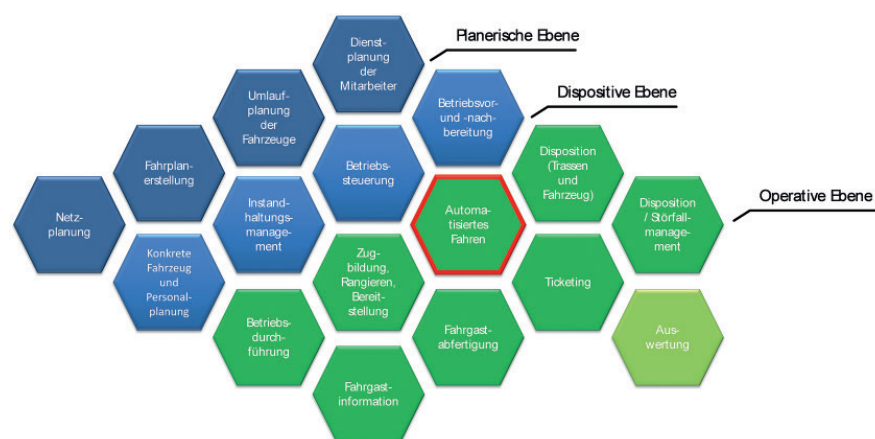 Dienst-
planung
der
Mitarbeiter
Planerische Ebene
Umlauf-
planung
der
Fahrzeuge
Betriebsvor-
und -nach-
bereitung
Dispositive Ebene
Fahrplan-
erstellung
Betriebs-
steuerung
Disposition
(Trassen
und
Fahrzeug)
Netz-
planung
Instand-
haltungs-
manage-
ment
Automa-
tisiertes
Fahren
Disposition
/ Störfall-
manage-
ment
Operative Ebene
Konkrete
Fahrzeug
und
Personal-
planung
Zug-
bildung,
Rangieren,
Bereit-
stellung
Ticketing
Betriebs-
durch-
führung
Fahrgast-
abfertigung
Aus-
wertung
Fahrgast-
information